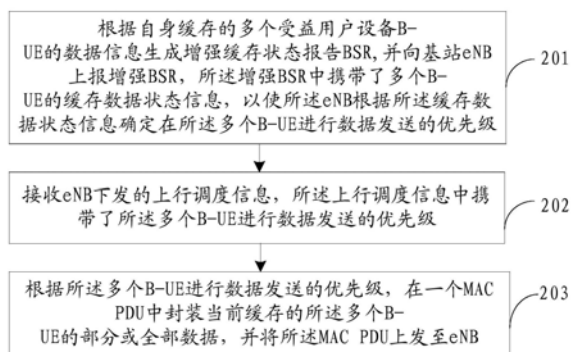 根据自身缓存的多个受益用户设备B-
UE的数据信息生成增强缓存状态报告BSR,并向基站eNB
上报增强BSR，所述增强BSR中携带了多个B-
UE的缓存数据状态信息，以使所述eNB根据所述缓存数
据状态信息确定在所述多个B-UE进行数据发送的优先级
201
接收eNB下发的上行调度信息，所述上行调度信息中携
带了所述多个B-UE进行数据发送的优先级
202
根据所述多个B-UE进行数据发送的优先级，在一个MAC
PDU中封装当前缓存的所述多个B-
UE的部分或全部数据，并将所述MAC PDU上发至eNB
203